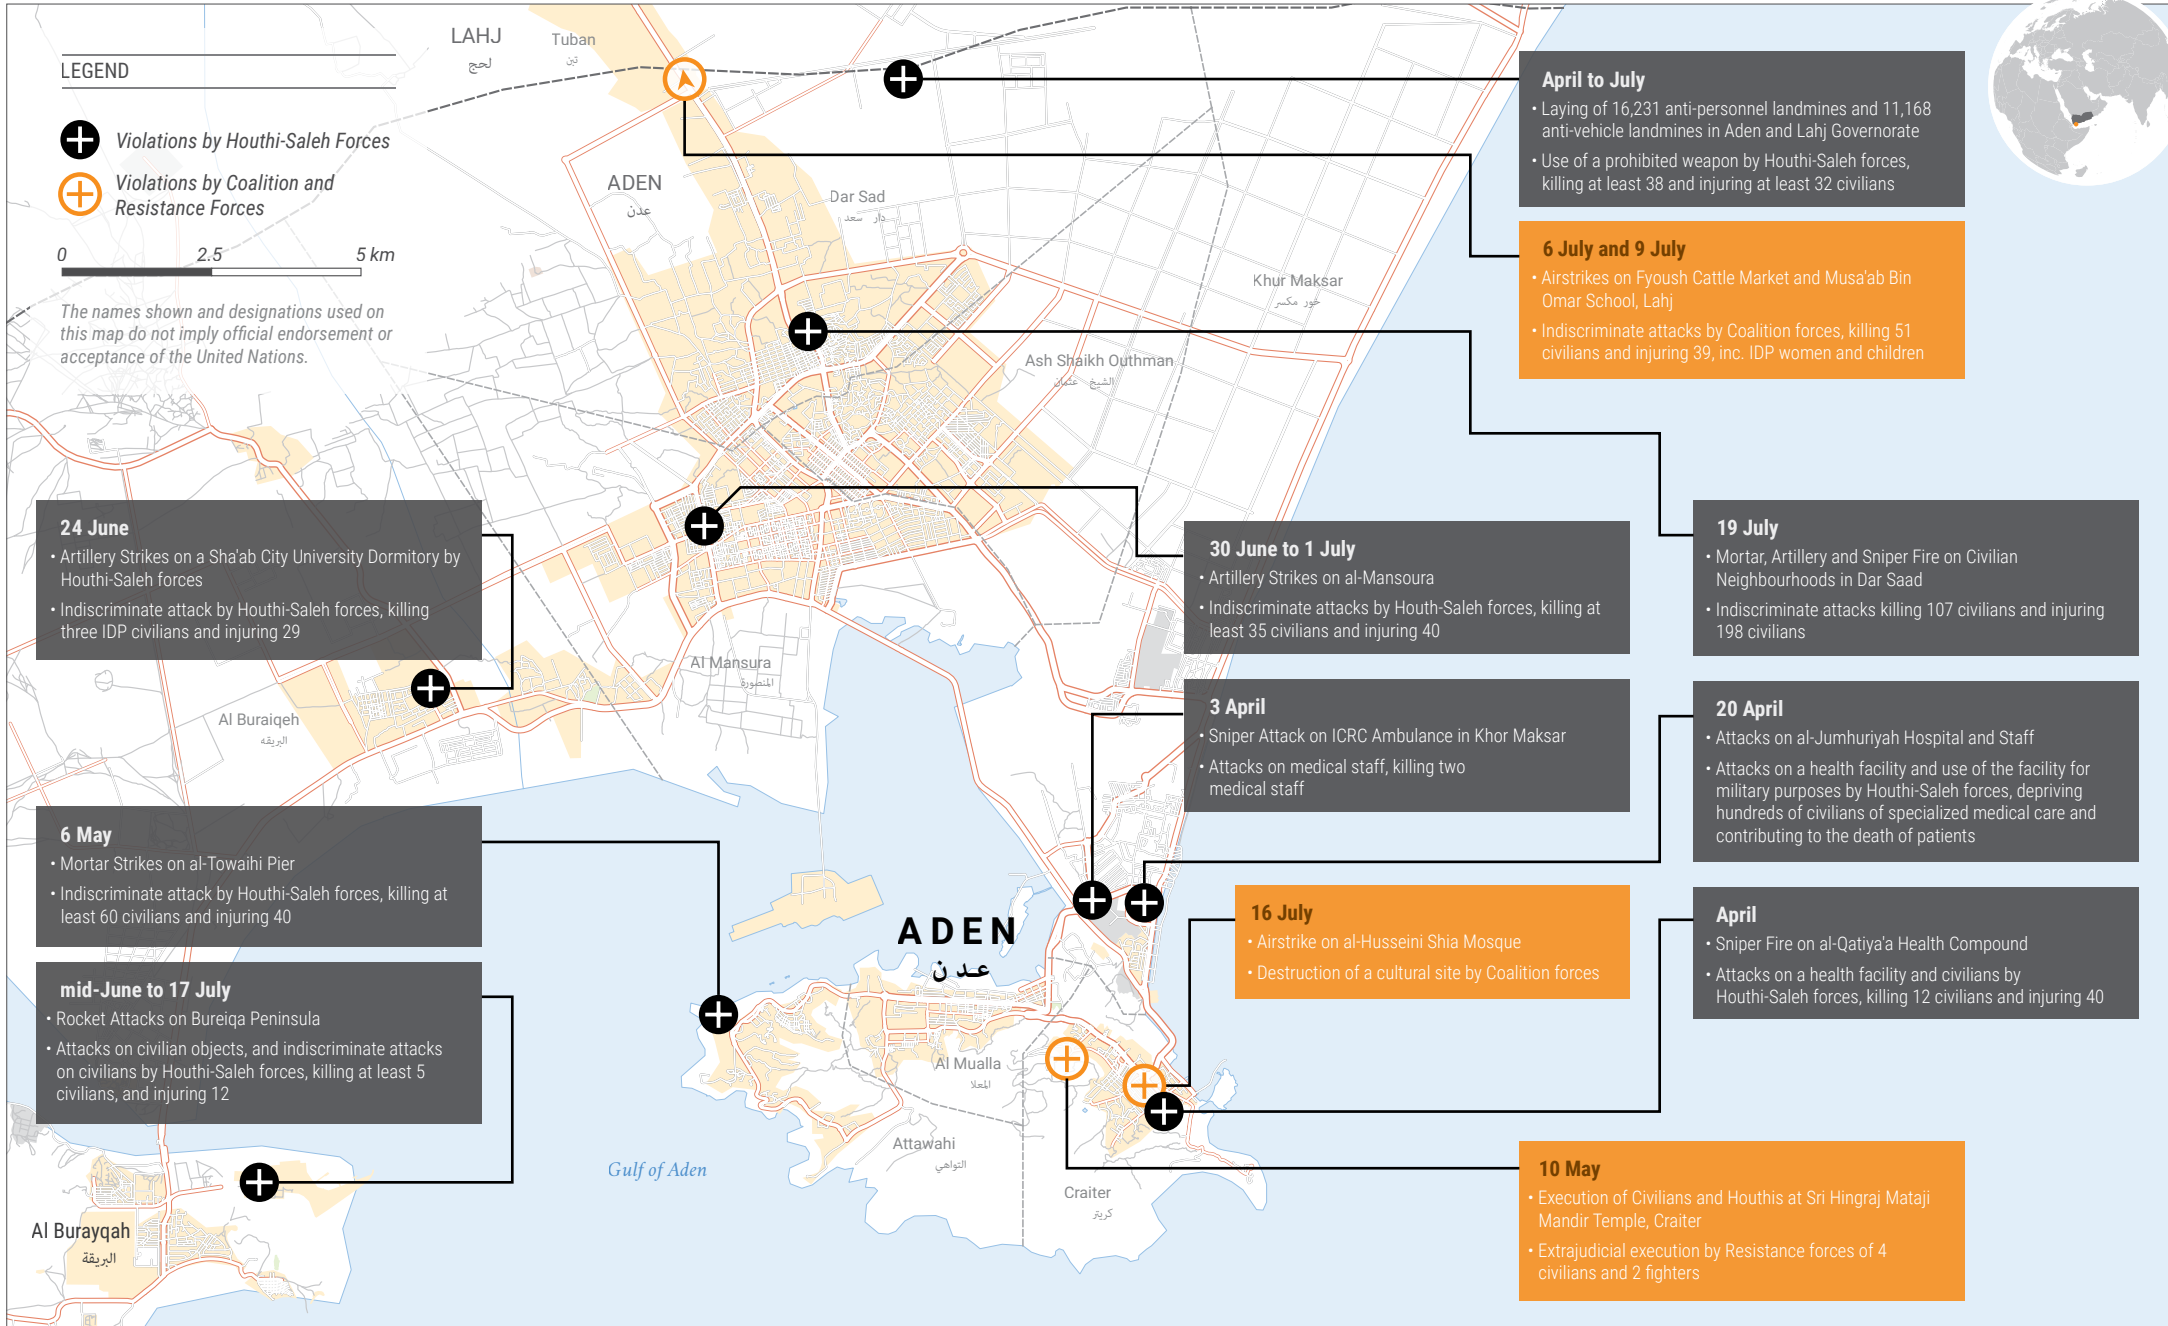 LEGEND
Violations by Houthi-Saleh Forces
Violations by Coalition and
Resistance Forces
0 2.5 5 km
The names shown and designations used on
this map do not imply official endorsement or
acceptance of the United Nations.
LAHJ
لحج
Tuban
تبن
ADEN
عدن
Dar Sad
دار سعد
Khur Maksar
خور مكسر
Ash Shaikh Outhman
الشيخ عثمان
Al Mansura
المنصورة
Al Buraiqeh
البريقه
ADEN
عدن
Al Mualla
المعلا
Attawahi
التواهي
Craiter
كريتر
Gulf of Aden
Al Burayqah
البريقة
April to July
• Laying of 16,231 anti-personnel landmines and 11,168
anti-vehicle landmines in Aden and Lahj Governorate
• Use of a prohibited weapon by Houthi-Saleh forces,
killing at least 38 and injuring at least 32 civilians
6 July and 9 July
• Airstrikes on Fyoush Cattle Market and Musa'ab Bin
Omar School, Lahj
• Indiscriminate attacks by Coalition forces, killing 51
civilians and injuring 39, inc. IDP women and children
24 June
• Artillery Strikes on a Sha'ab City University Dormitory by
Houthi-Saleh forces
• Indiscriminate attack by Houthi-Saleh forces, killing
three IDP civilians and injuring 29
30 June to 1 July
• Artillery Strikes on al-Mansoura
• Indiscriminate attacks by Houth-Saleh forces, killing at
least 35 civilians and injuring 40
19 July
• Mortar, Artillery and Sniper Fire on Civilian
Neighbourhoods in Dar Saad
• Indiscriminate attacks killing 107 civilians and injuring
198 civilians
3 April
• Sniper Attack on ICRC Ambulance in Khor Maksar
• Attacks on medical staff, killing two
medical staff
20 April
• Attacks on al-Jumhuriyah Hospital and Staff
• Attacks on a health facility and use of the facility for
military purposes by Houthi-Saleh forces, depriving
hundreds of civilians of specialized medical care and
contributing to the death of patients
6 May
• Mortar Strikes on al-Towaihi Pier
• Indiscriminate attack by Houthi-Saleh forces, killing at
least 60 civilians and injuring 40
16 July
• Airstrike on al-Husseini Shia Mosque
• Destruction of a cultural site by Coalition forces
April
• Sniper Fire on al-Qatiya'a Health Compound
• Attacks on a health facility and civilians by
Houthi-Saleh forces, killing 12 civilians and injuring 40
mid-June to 17 July
• Rocket Attacks on Bureiqa Peninsula
• Attacks on civilian objects, and indiscriminate attacks
on civilians by Houthi-Saleh forces, killing at least 5
civilians, and injuring 12
10 May
• Execution of Civilians and Houthis at Sri Hingraj Mataji
Mandir Temple, Craiter
• Extrajudicial execution by Resistance forces of 4
civilians and 2 fighters